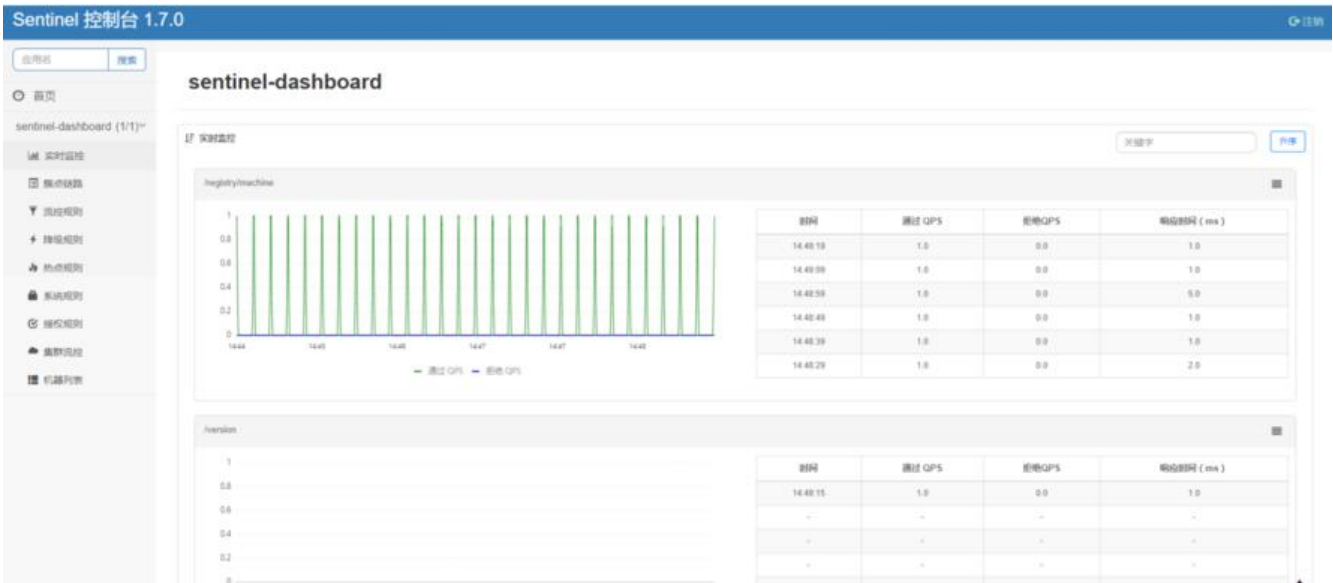 Sentinel 控制台 1.7.0
注销
应用名 搜索
首页
sentinel-dashboard (1/1)
实时监控
簇点链路
流控规则
降级规则
热点规则
系统规则
授权规则
集群流控
机器列表
sentinel-dashboard
实时监控
关键字 升序
/registry/machine
1
0.8
0.6
0.4
0.2
0
14:44 14:45 14:46 14:47 14:47 14:48
通过 QPS 拒绝 QPS
时间 通过 QPS 拒绝QPS 响应时间 (ms)
1.0 0.0 1.0
1.0 0.0 1.0
14:48:59 1.0 0.0
14:48:49 1.0 0.0 1.0
14:48:39 1.0 0.0 1.0
14:48:29 1.0 0.0 2.0
/version
1
0.8
0.6
0.4
0.2
0
时间 通过 QPS 拒绝QPS 响应时间 (ms)
14:48:15 1.0 0.0 1.0
- - - -
- - - -
- - - -